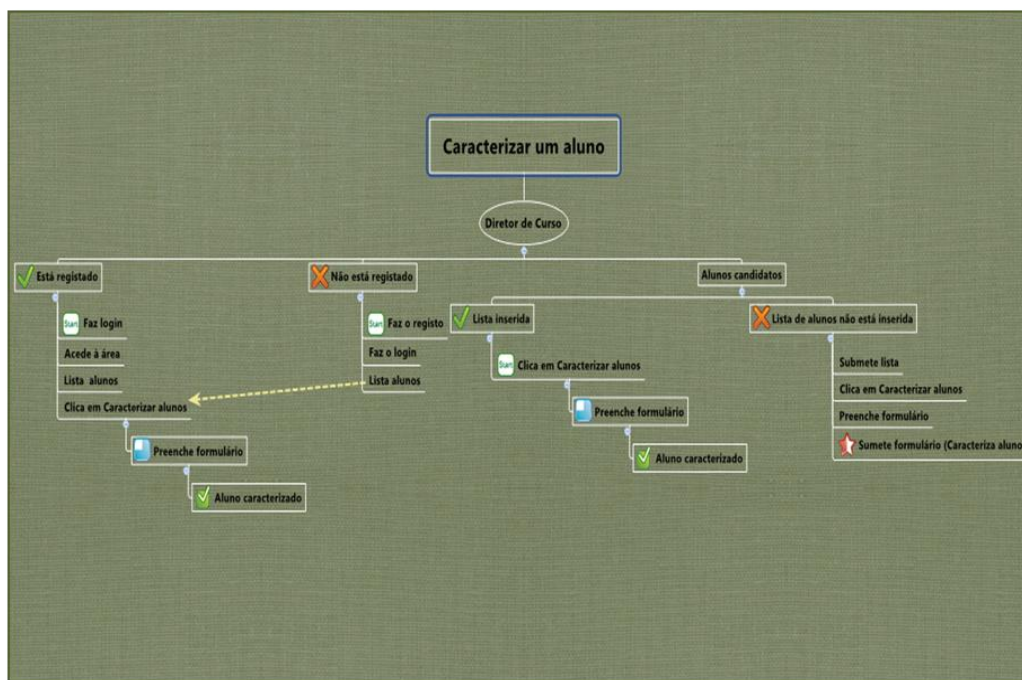 Caracterizar um aluno
Diretor de Curso
Está registado
Não está registado
Alunos candidatos
Start Faz login
Acede à área
Lista alunos
Clica em Caracterizar alunos
Preenche formulário
Aluno caracterizado
Start Faz o registo
Faz o login
Lista alunos
Lista inserida
Start Clica em Caracterizar alunos
Preenche formulário
Aluno caracterizado
Lista de alunos não está inserida
Submete lista
Clica em Caracterizar alunos
Preenche formulário
Sumete formulário (Caracteriza aluno